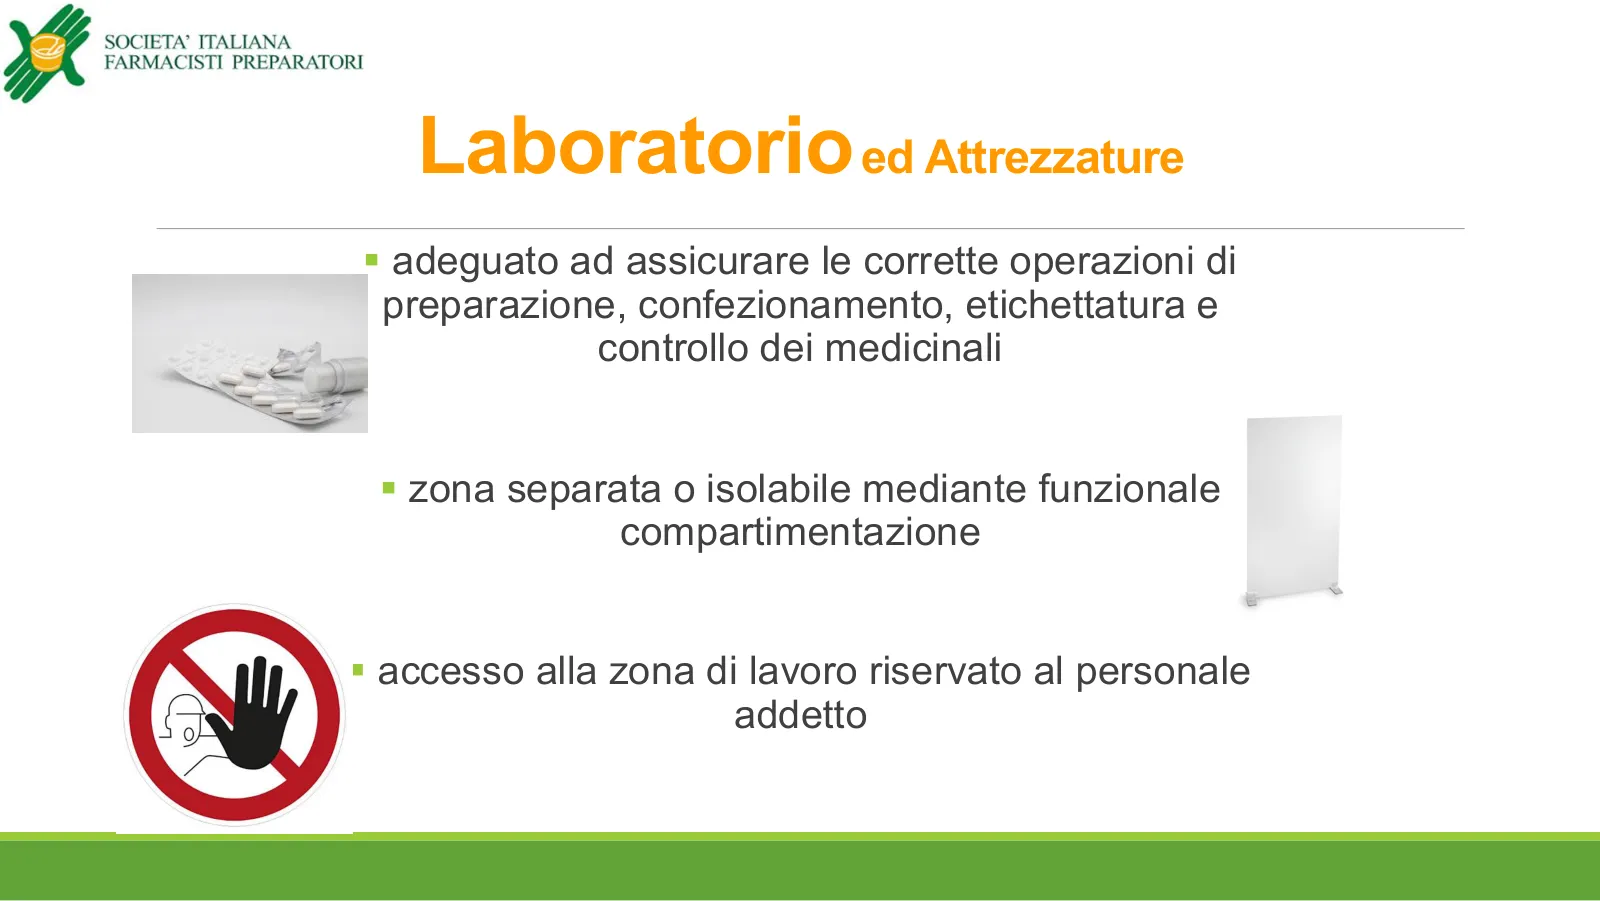 SOCIETA' ITALIANA
FARMACISTI PREPARATORI
Laboratorio ed Attrezzature
▪ adeguato ad assicurare le corrette operazioni di
preparazione, confezionamento, etichettatura e
controllo dei medicinali
▪ zona separata o isolabile mediante funzionale
compartimentazione
▪ accesso alla zona di lavoro riservato al personale
addetto